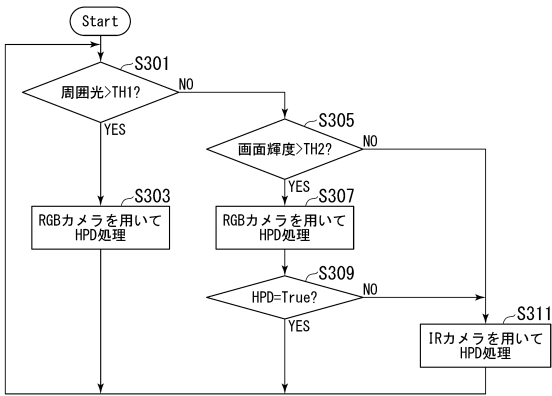 Start
S301
周囲光>TH1?
NO
YES
S305
画面輝度>TH2?
NO
YES
S303
RGBカメラを用いて
HPD処理
S307
RGBカメラを用いて
HPD処理
S309
HPD=True?
NO
YES
S311
IRカメラを用いて
HPD処理